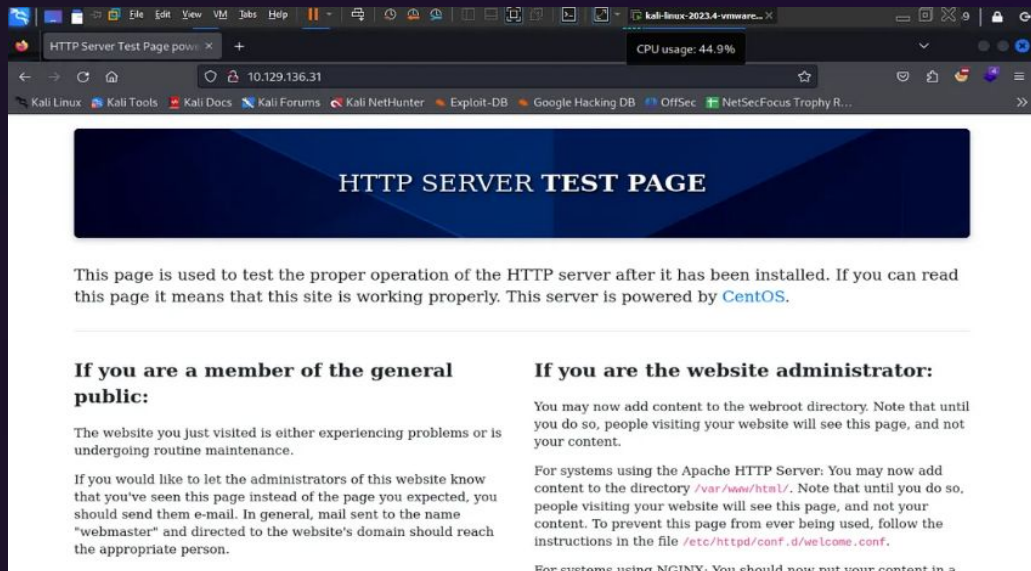 File Edit View VM Tabs Help kali-linux-2023.4-vmware...
HTTP Server Test Page powe
CPU usage: 44.9%
10.129.136.31
Kali Linux Kali Tools Kali Docs Kali Forums Kali NetHunter Exploit-DB Google Hacking DB OffSec NetSecFocus Trophy R...
HTTP SERVER TEST PAGE
This page is used to test the proper operation of the HTTP server after it has been installed. If you can read
this page it means that this site is working properly. This server is powered by CentOS.
If you are a member of the general
public:
The website you just visited is either experiencing problems or is
undergoing routine maintenance.
If you would like to let the administrators of this website know
that you've seen this page instead of the page you expected, you
should send them e-mail. In general, mail sent to the name
"webmaster" and directed to the website's domain should reach
the appropriate person.
If you are the website administrator:
You may now add content to the webroot directory. Note that until
you do so, people visiting your website will see this page, and not
your content.
For systems using the Apache HTTP Server: You may now add
content to the directory /var/www/html/. Note that until you do so,
people visiting your website will see this page, and not your
content. To prevent this page from ever being used, follow the
instructions in the file /etc/httpd/conf.d/welcome.conf.
For systems using NGINX: You should now put your content in a